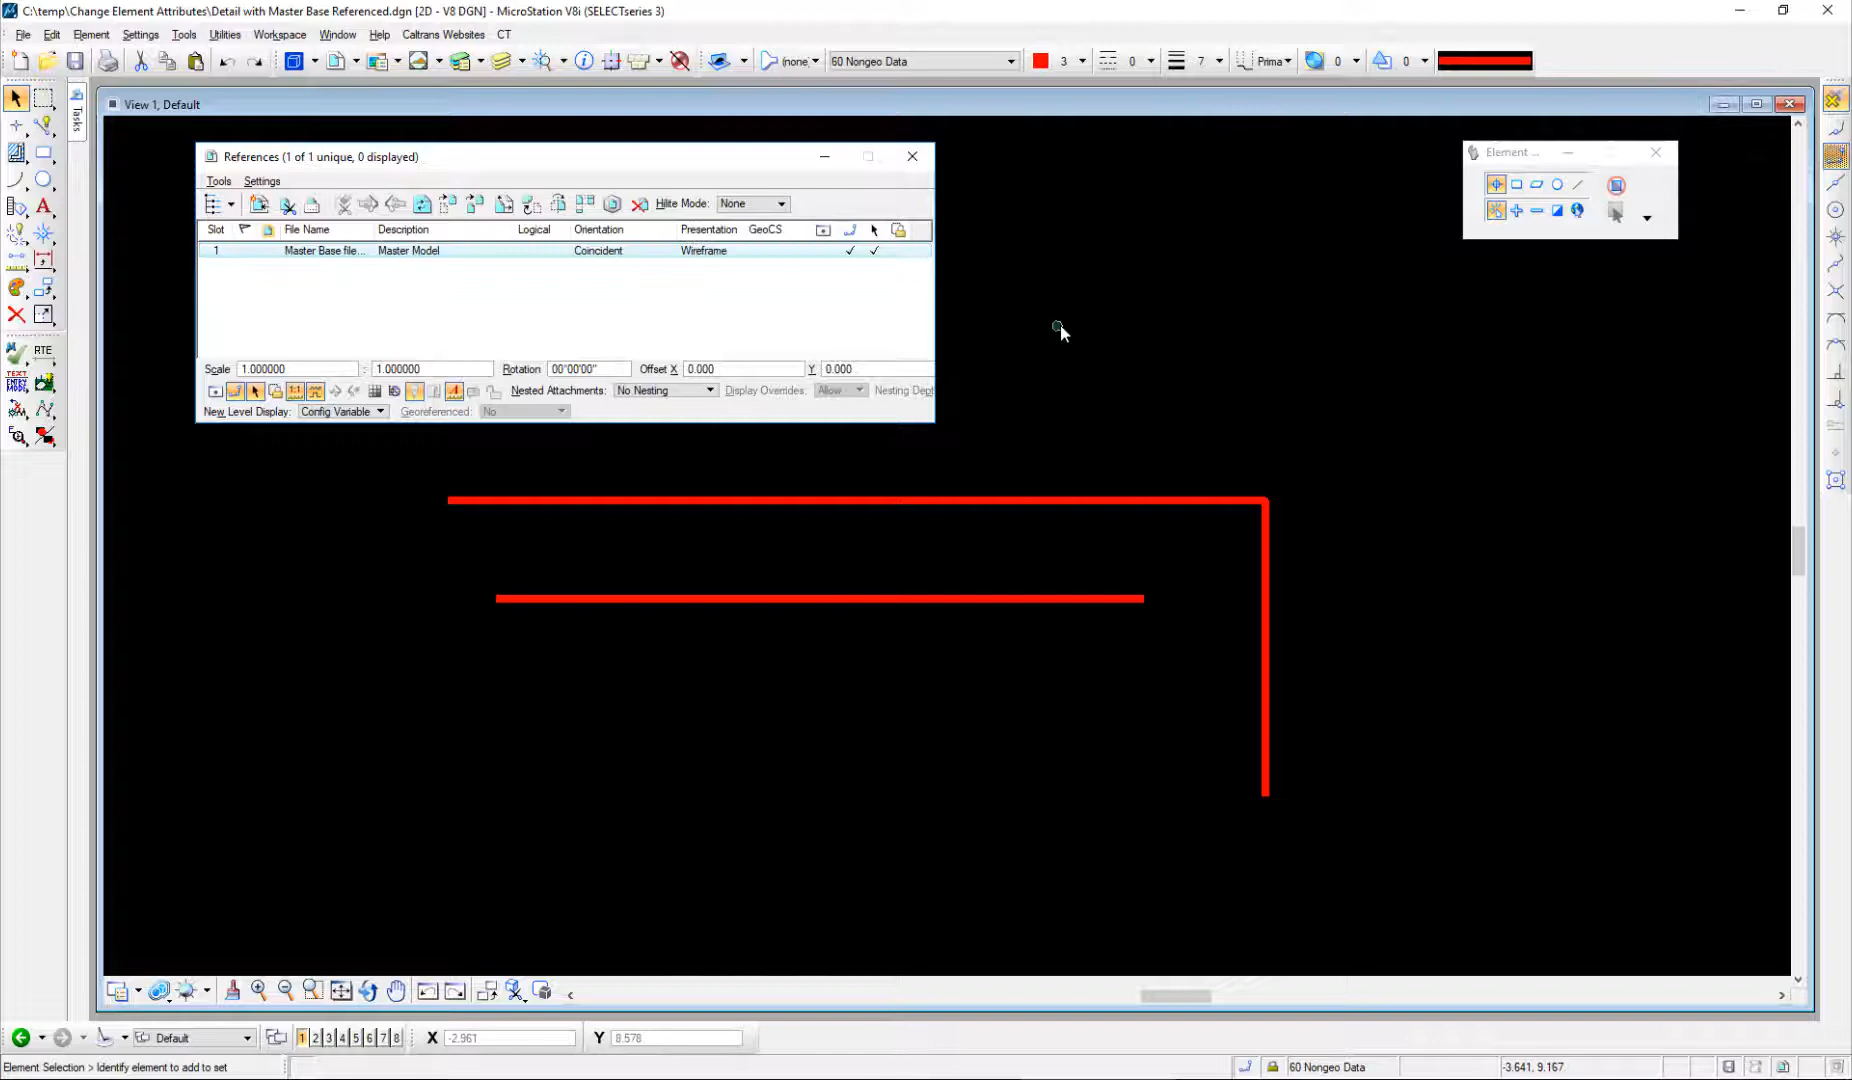 C:\temp\Change Element Attributes\Detail with Master Base Referenced.dgn [2D - V8 DGN] - MicroStation V8i (SELECTseries 3)
File Edit Element Settings Tools Utilities Workspace Window Help Caltrans Websites CT
(none) 60 Nongeo Data 3 0 7 Prima 0 0
Tasks
View 1, Default
References (1 of 1 unique, 0 displayed)
Element ...
Tools Settings
Hilite Mode: None
Slot File Name Description Logical Orientation Presentation GeoCS
1 Master Base file... Master Model Coincident Wireframe
Scale 1.000000 : 1.000000 Rotation 00°00'00" Offset X 0.000 Y 0.000
Nested Attachments: No Nesting Display Overrides: Allow Nesting Dept
New Level Display: Config Variable Georeferenced: No
RTE
TEXT
ENTRY
MODE
Default 1 2 3 4 5 6 7 8 X -2.961 Y 8.578
Element Selection > Identify element to add to set 60 Nongeo Data -3.641, 9.167